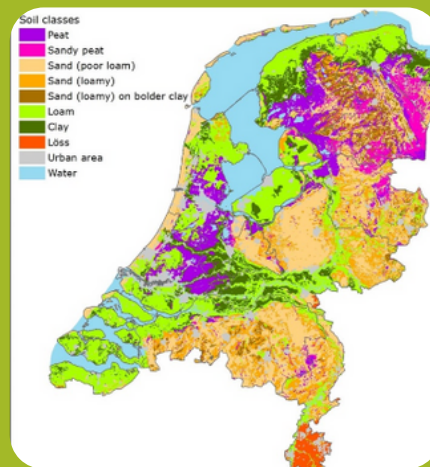 Soil classes
Peat
Sandy peat
Sand (poor loam)
Sand (loamy)
Sand (loamy) on bolder clay
Loam
Clay
Löss
Urban area
Water